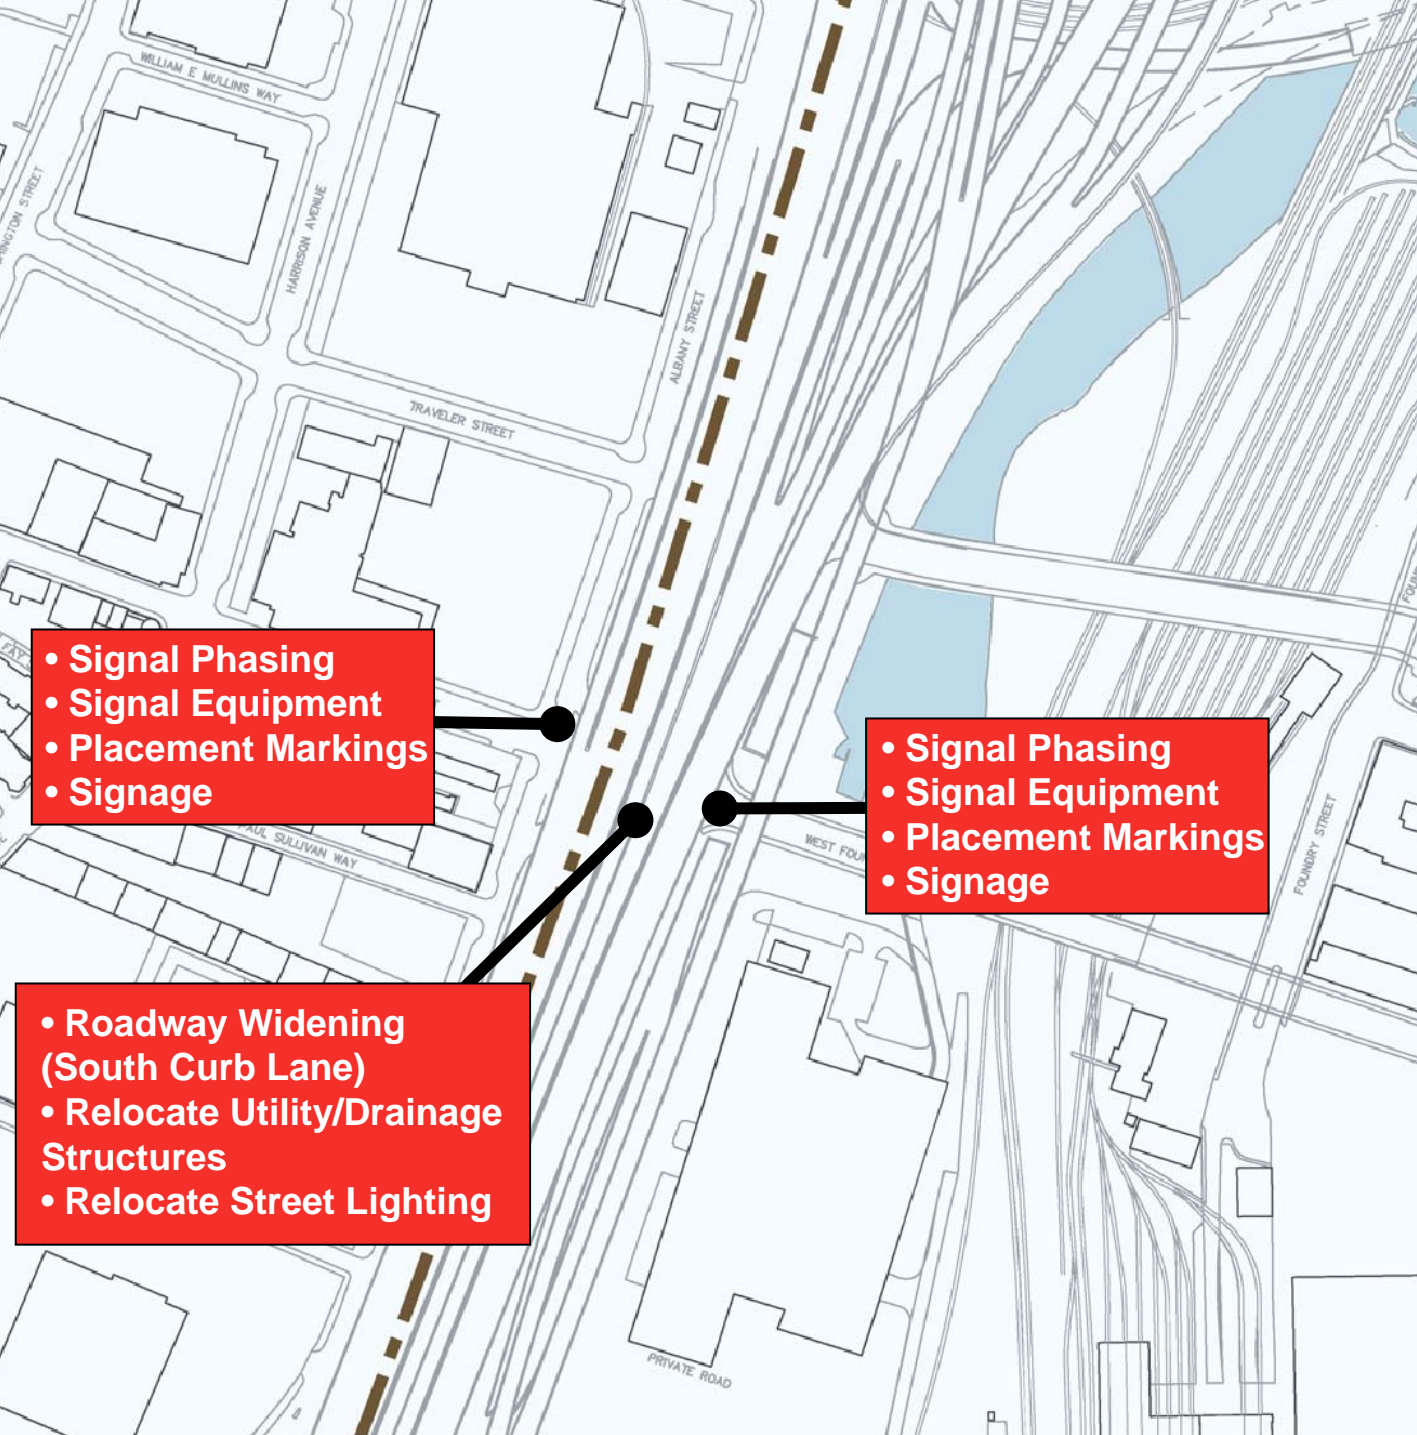 WILLIAM E MULLINS WAY
HARRISON AVENUE
ALBANY STREET
TRAVELER STREET
• Signal Phasing
• Signal Equipment
• Placement Markings
• Signage
• Signal Phasing
• Signal Equipment
• Placement Markings
• Signage
PAUL SULLIVAN WAY
WEST FOU
FOUNDRY STREET
• Roadway Widening
(South Curb Lane)
• Relocate Utility/Drainage
Structures
• Relocate Street Lighting
PRIVATE ROAD